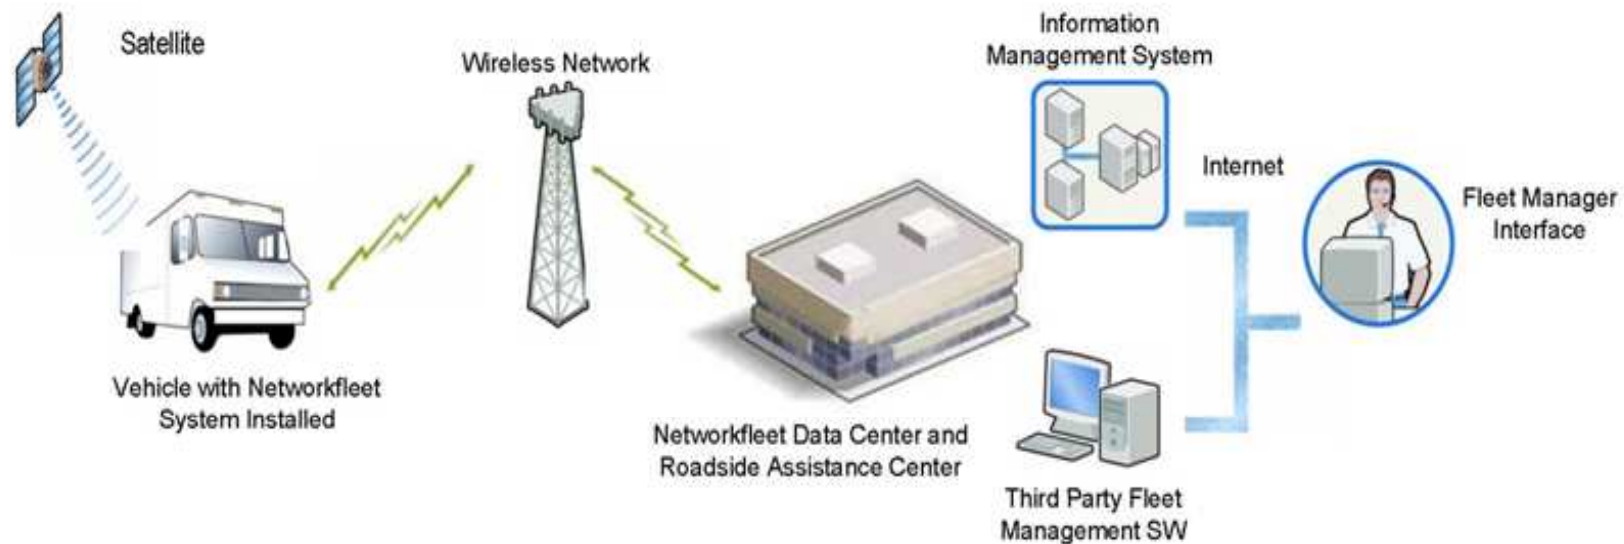 Satellite
Wireless Network
Information
Management System
Internet
Fleet Manager
Interface
Vehicle with Networkfleet
System Installed
Networkfleet Data Center and
Roadside Assistance Center
Third Party Fleet
Management SW